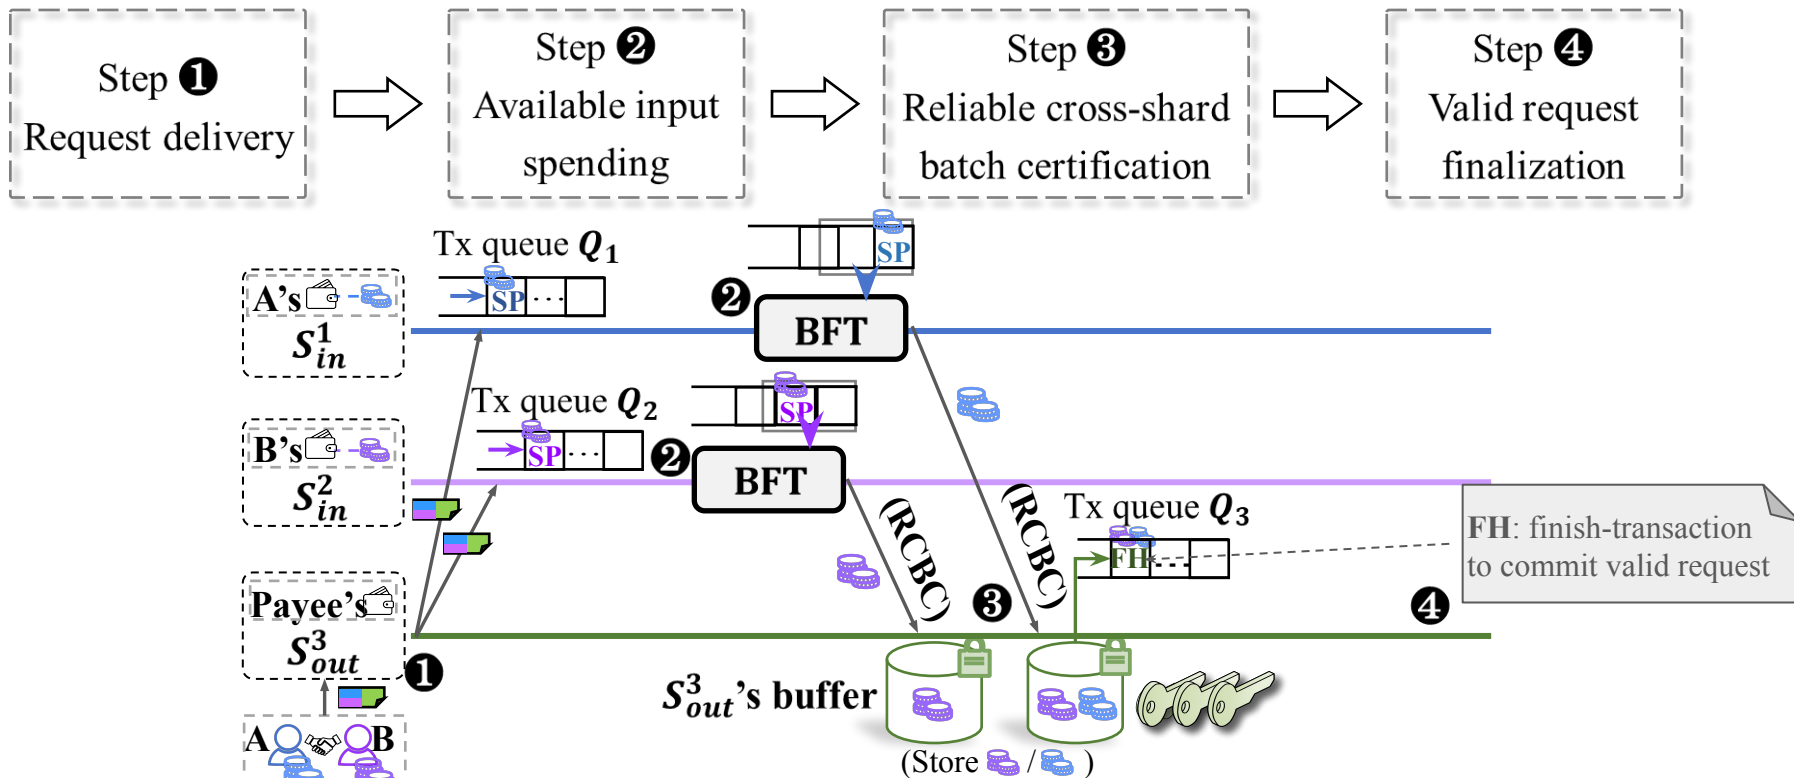 Step ❶
Request delivery
Step ❷
Available input
spending
Step ❸
Reliable cross-shard
batch certification
Step ❹
Valid request
finalization
Tx queue Q₁
SP
SP ...
A's
S¹ᵢₙ
❷
BFT
Tx queue Q₂
SP
SP ...
B's
S²ᵢₙ
❷
BFT
(RCBC)
(RCBC)
Tx queue Q₃
FH ...
FH: finish-transaction
to commit valid request
Payee's
S³ₒᵤₜ
❶
❸
❹
S³ₒᵤₜ's buffer
A
B
(Store / )